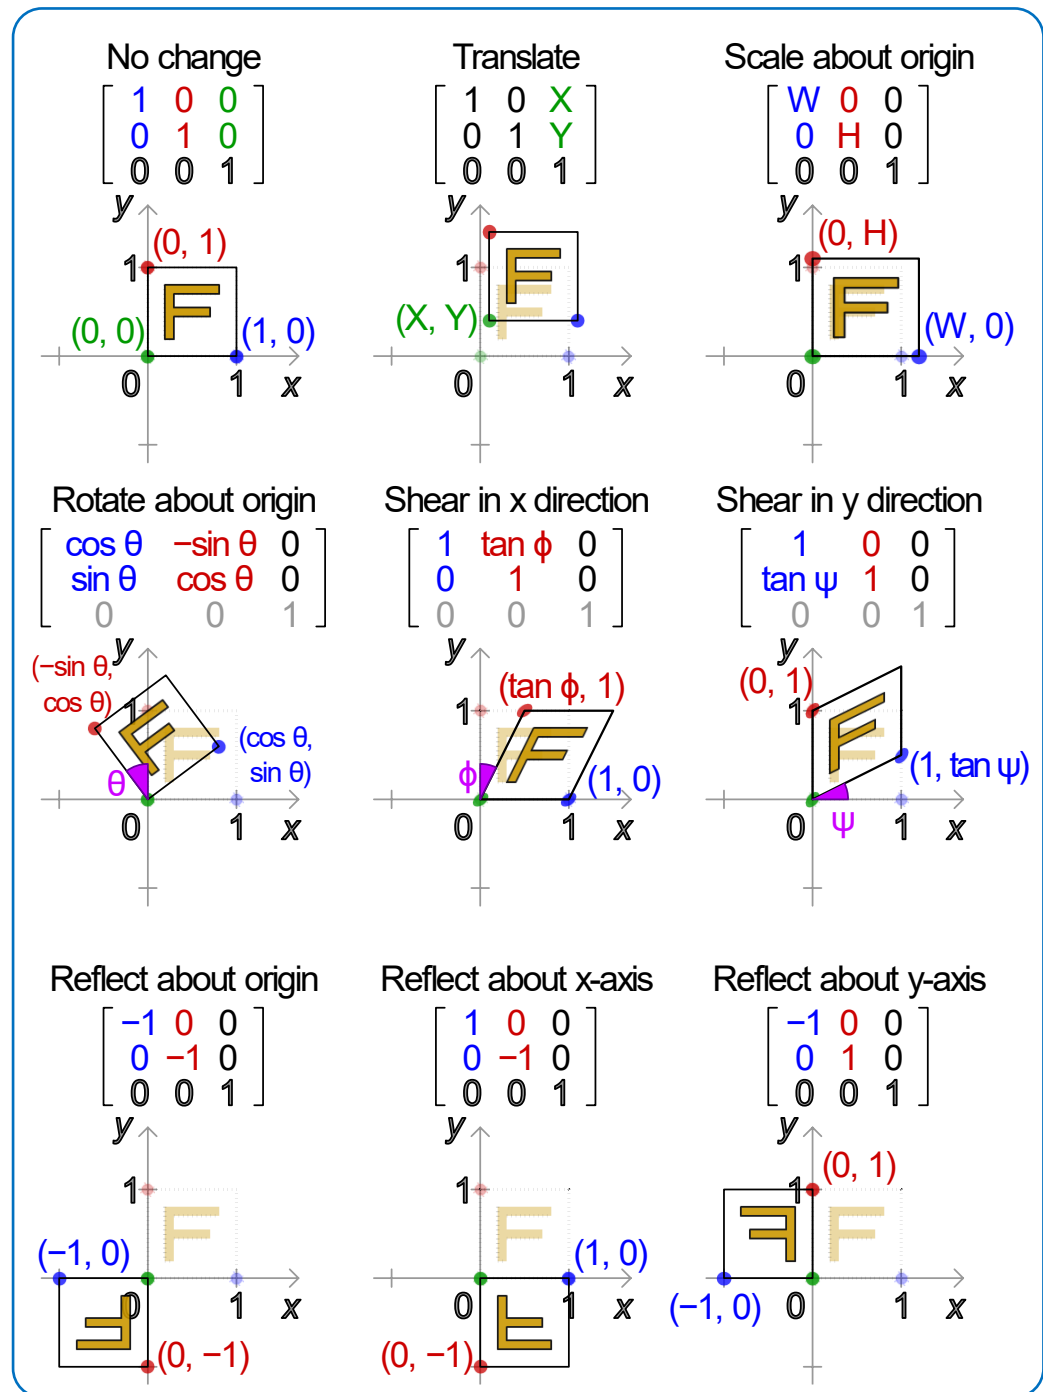 No change
Translate
Scale about origin
1 0 0
0 1 0
0 0 1
1 0 X
0 1 Y
0 0 1
W 0 0
0 H 0
0 0 1
y
(0, 1)
1
F
(0, 0)
(1, 0)
0
1
x
y
1
F
F
(X, Y)
0
1
x
y
(0, H)
1
F
F
(W, 0)
0
1
x
Rotate about origin
Shear in x direction
Shear in y direction
cos θ −sin θ 0
sin θ cos θ 0
0 0 1
1 tan ϕ 0
0 1 0
0 0 1
1 0 0
tan ψ 1 0
0 0 1
y
(−sin θ,
cos θ)
1
F
F
(cos θ,
sin θ)
θ
0
1
x
y
(tan ϕ, 1)
1
F
F
ϕ
(1, 0)
0
1
x
y
(0, 1)
1
F
F
(1, tan ψ)
0
ψ
1
x
Reflect about origin
Reflect about x-axis
Reflect about y-axis
−1 0 0
0 −1 0
0 0 1
1 0 0
0 −1 0
0 0 1
−1 0 0
0 1 0
0 0 1
y
1
F
(−1, 0)
0
1
x
F
(0, −1)
y
1
F
(1, 0)
0
1
x
F
(0, −1)
y
(0, 1)
1
F
F
(−1, 0)
0
1
x